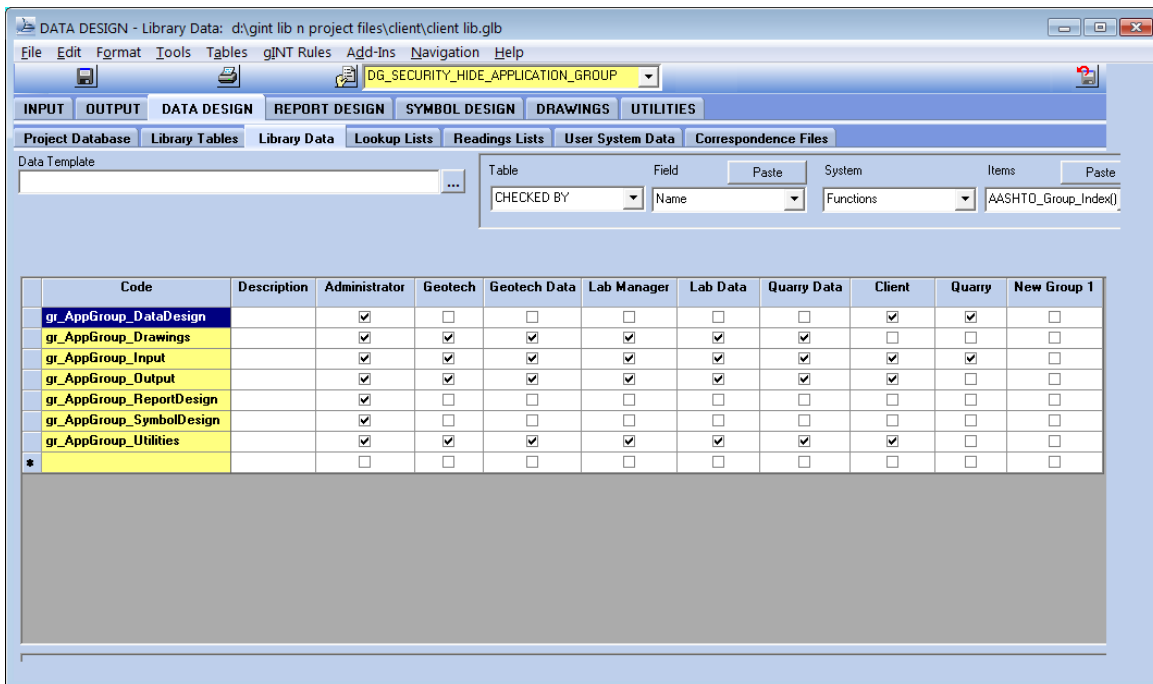 DATA DESIGN - Library Data: d:\gint lib n project files\client\client lib.glb
File Edit Format Tools Tables gINT Rules Add-Ins Navigation Help
DG_SECURITY_HIDE_APPLICATION_GROUP
INPUT OUTPUT DATA DESIGN REPORT DESIGN SYMBOL DESIGN DRAWINGS UTILITIES
Project Database Library Tables Library Data Lookup Lists Readings Lists User System Data Correspondence Files
Data Template
...
Table Field Paste System Items Paste
CHECKED BY Name Functions AASHTO_Group_Index()
Code Description Administrator Geotech Geotech Data Lab Manager Lab Data Quarry Data Client Quarry New Group 1
gr_AppGroup_DataDesign
gr_AppGroup_Drawings
gr_AppGroup_Input
gr_AppGroup_Output
gr_AppGroup_ReportDesign
gr_AppGroup_SymbolDesign
gr_AppGroup_Utilities
*